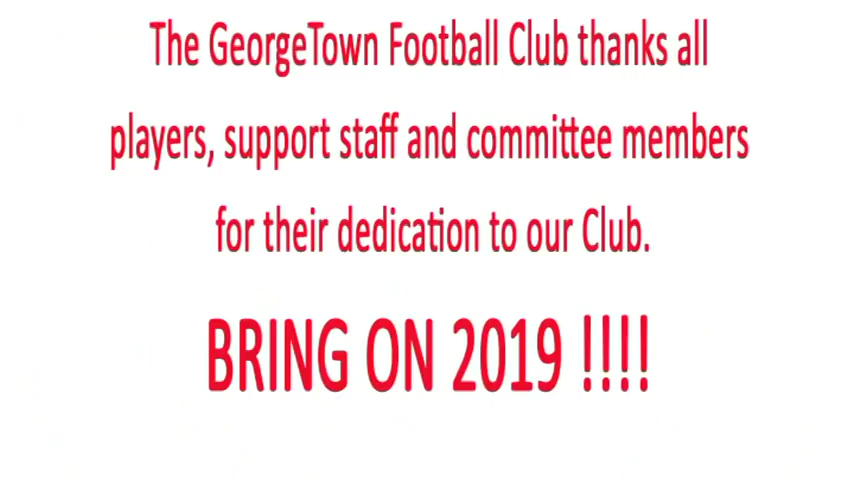 The GeorgeTown Football Club thanks all
players, support staff and committee members
for their dedication to our Club.
BRING ON 2019 !!!!